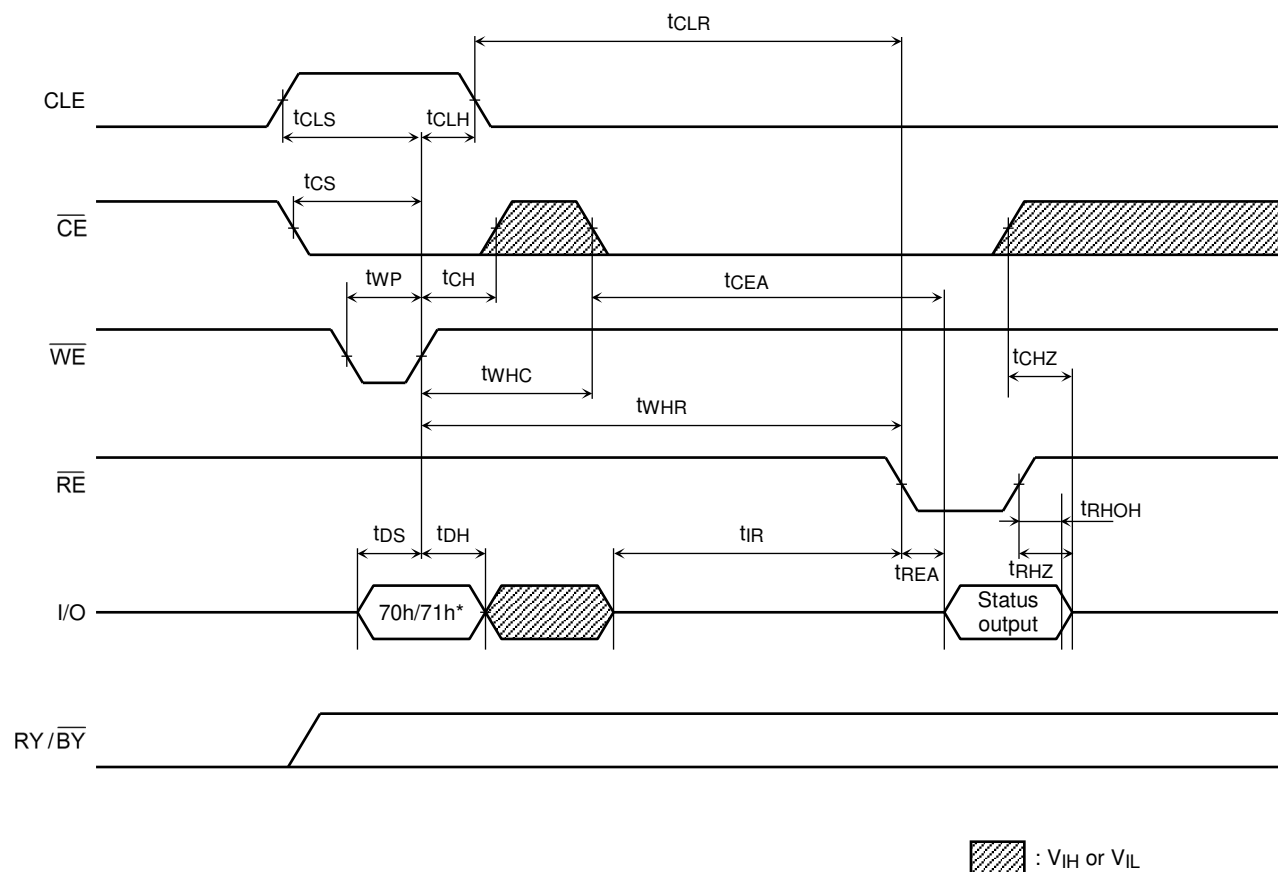 tCLR
CLE
tCLS
tCLH
tCS
CE
tWP
tCH
tCEA
WE
tCHZ
tWHC
tWHR
RE
tRHOH
tDS
tDH
tIR
tREA
tRHZ
I/O
70h/71h*
Status
output
RY/BY
: VIH or VIL